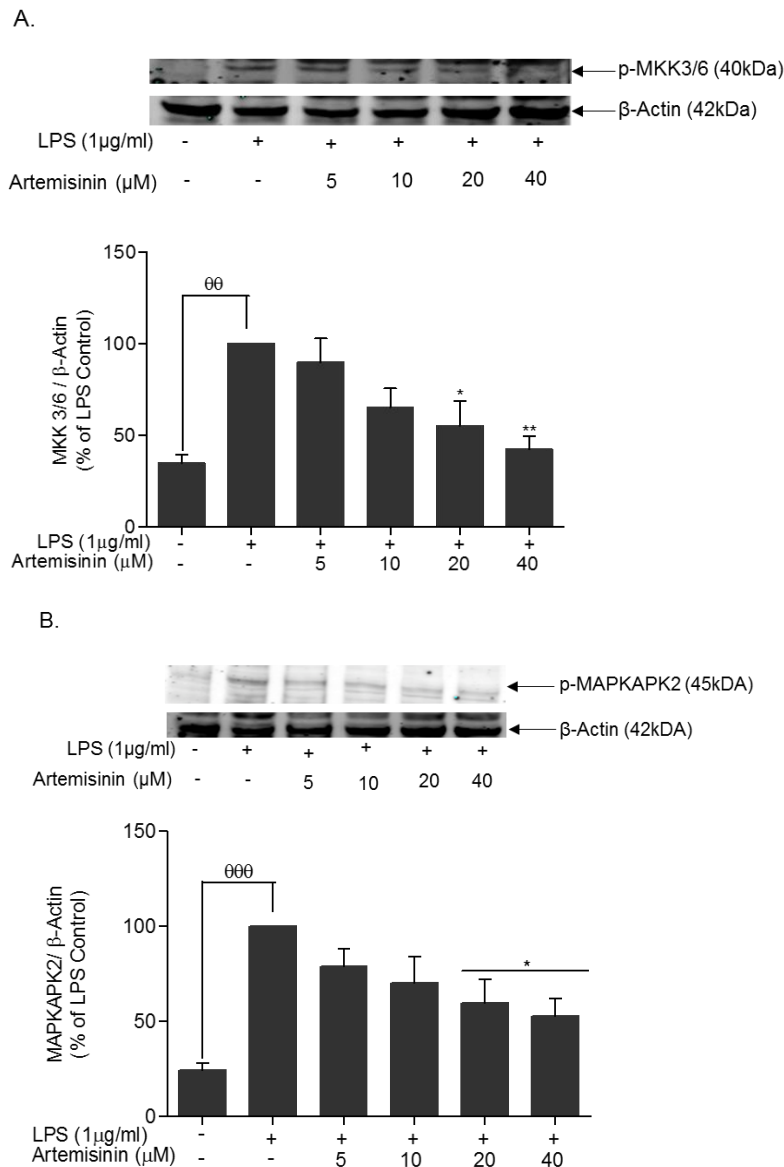 A.
p-MKK3/6 (40kDa)
β-Actin (42kDa)
LPS (1µg/ml) - + + + + +
Artemisinin (µM) - - 5 10 20 40
MKK 3/6 / β-Actin
(% of LPS Control)
150
100
50
0
θθ
*
**
LPS (1µg/ml) - + + + + +
Artemisinin (µM) - - 5 10 20 40
B.
p-MAPKAPK2 (45kDA)
β-Actin (42kDA)
LPS (1µg/ml) - + + + + +
Artemisinin (µM) - - 5 10 20 40
MAPKAPK2/ β-Actin
(% of LPS Control)
150
100
50
0
θθθ
*
LPS (1µg/ml) - + + + + +
Artemisinin (µM) - - 5 10 20 40